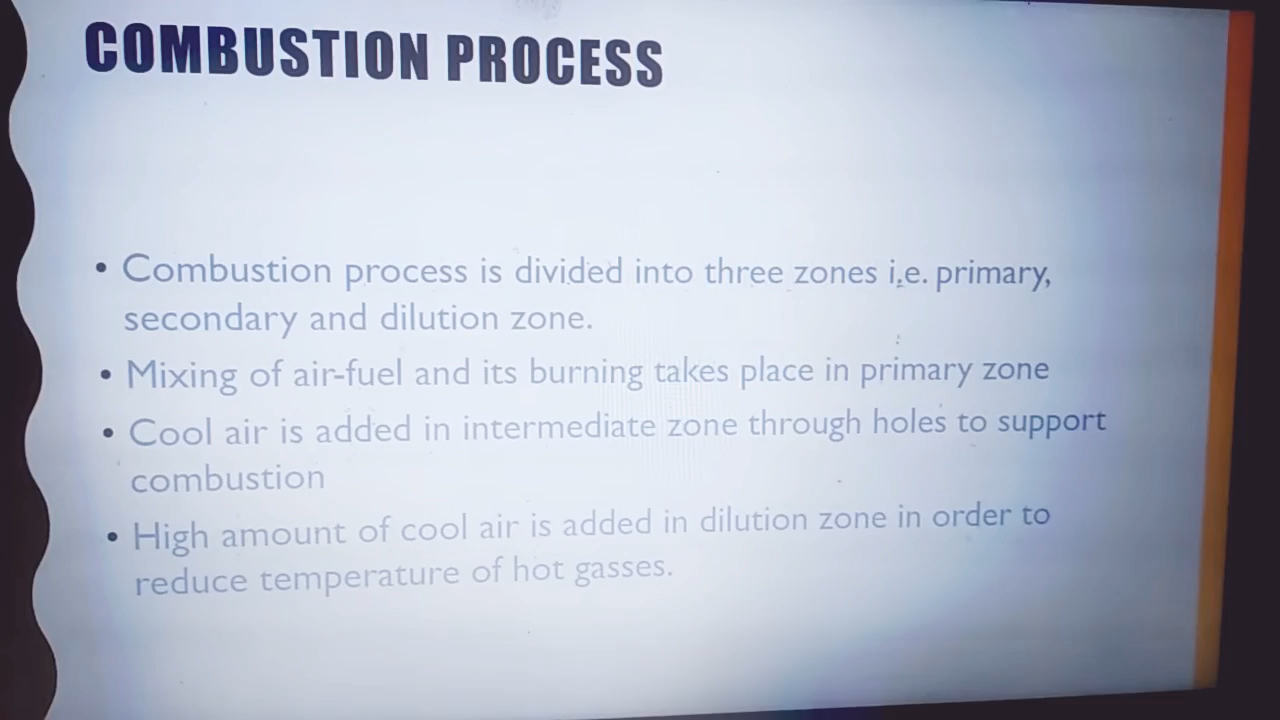 COMBUSTION PROCESS
• Combustion process is divided into three zones i.e. primary,
secondary and dilution zone.
• Mixing of air-fuel and its burning takes place in primary zone
• Cool air is added in intermediate zone through holes to support
combustion
• High amount of cool air is added in dilution zone in order to
reduce temperature of hot gasses.